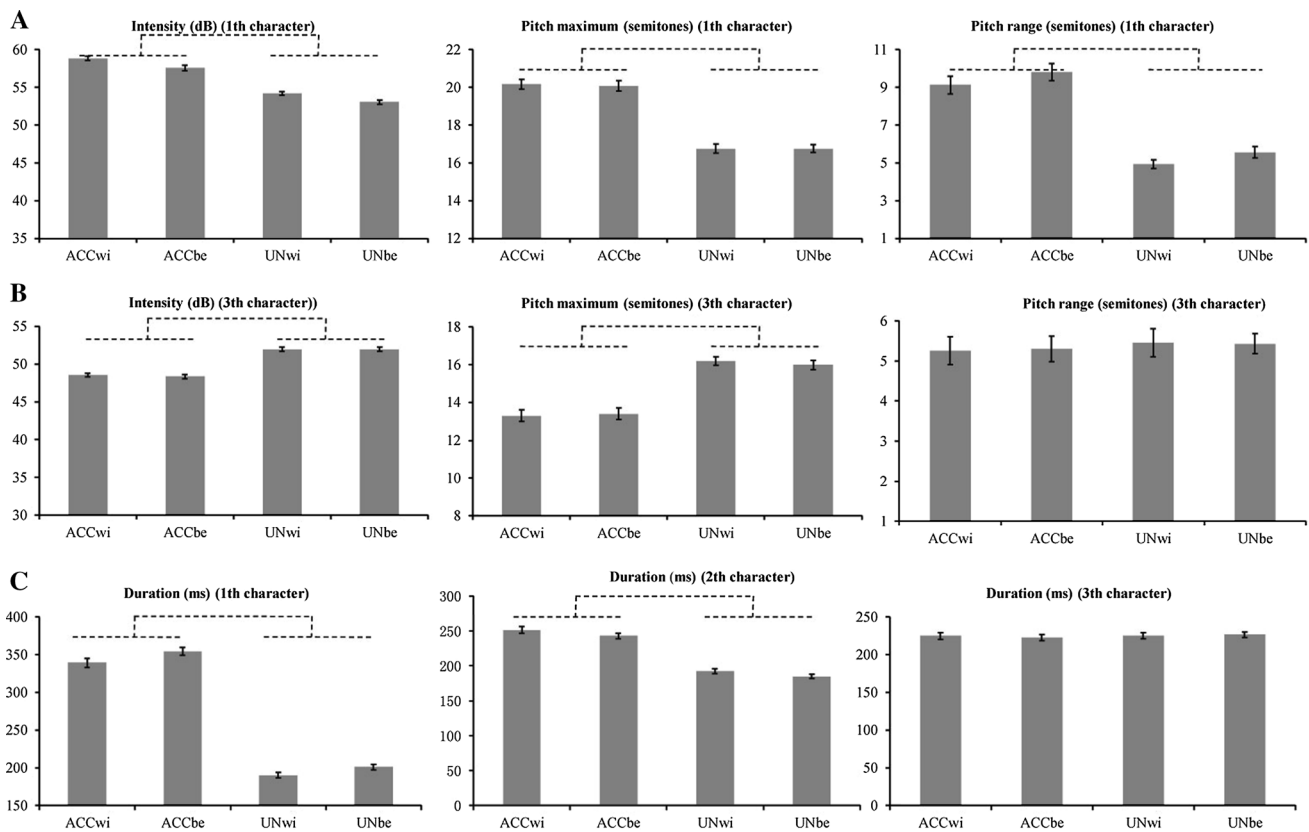 A
Intensity (dB) (1th character)
60
55
50
45
40
35
ACCwi ACCbe UNwi UNbe
Pitch maximum (semitones) (1th character)
22
20
18
16
14
12
ACCwi ACCbe UNwi UNbe
Pitch range (semitones) (1th character)
11
9
7
5
3
1
ACCwi ACCbe UNwi UNbe
B
Intensity (dB) (3th character))
55
50
45
40
35
30
ACCwi ACCbe UNwi UNbe
Pitch maximum (semitones) (3th character)
18
16
14
12
10
8
ACCwi ACCbe UNwi UNbe
Pitch range (semitones) (3th character)
6
5
4
3
2
1
ACCwi ACCbe UNwi UNbe
C
Duration (ms) (1th character)
400
350
300
250
200
150
ACCwi ACCbe UNwi UNbe
Duration (ms) (2th character)
300
250
200
150
100
50
0
ACCwi ACCbe UNwi UNbe
Duration (ms) (3th character)
250
200
150
100
50
0
ACCwi ACCbe UNwi UNbe